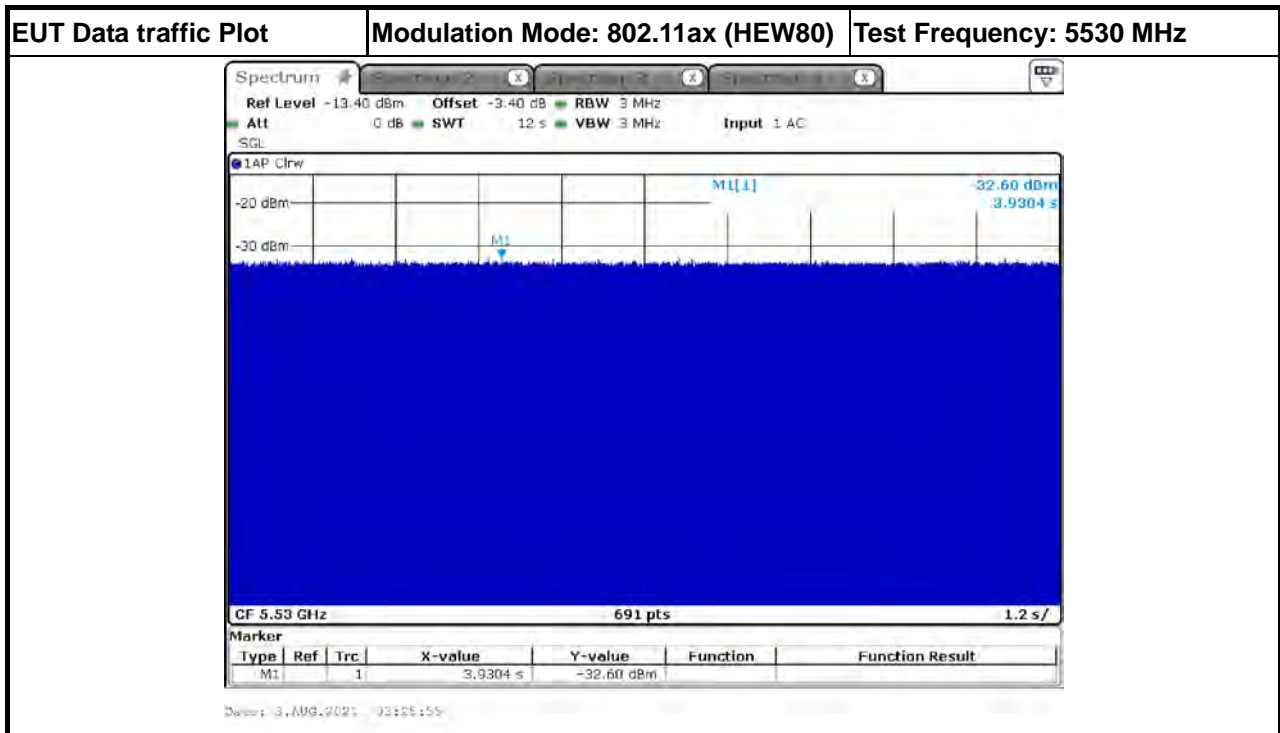 EUT Data traffic Plot Modulation Mode: 802.11ax (HEW80) Test Frequency: 5530 MHz
Spectrum
Ref Level -13.40 dBm Offset -3.40 dB RBW 3 MHz
Att 0 dB SWT 12 s VBW 3 MHz Input 1 AC
SGL
1AP Clrw
M1[1] -32.60 dBm
-20 dBm 3.9304 s
-30 dBm M1
CF 5.53 GHz 691 pts 1.2 s/
Marker
Type Ref Trc X-value Y-value Function Function Result
M1 1 3.9304 s -32.60 dBm
Date: 3.AUG.2021